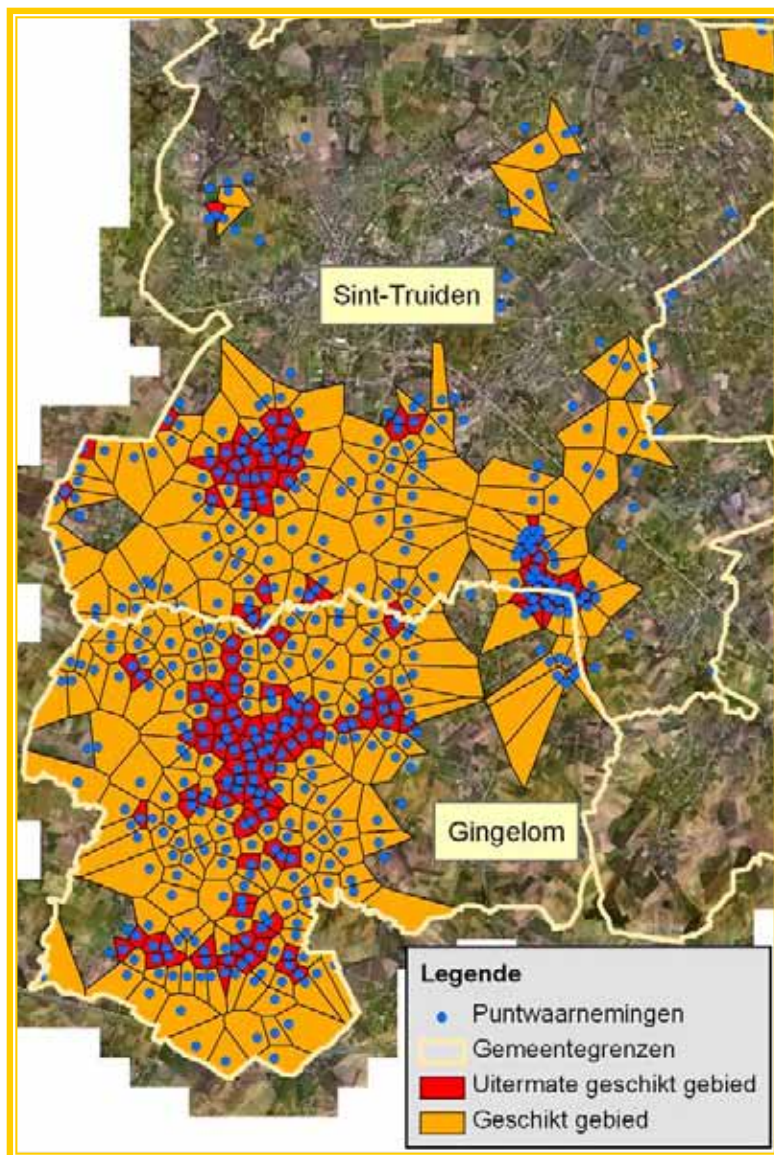 Sint-Truiden
Gingelom
Legende
Puntwaarnemingen
Gemeentegrenzen
Uitermate geschikt gebied
Geschikt gebied